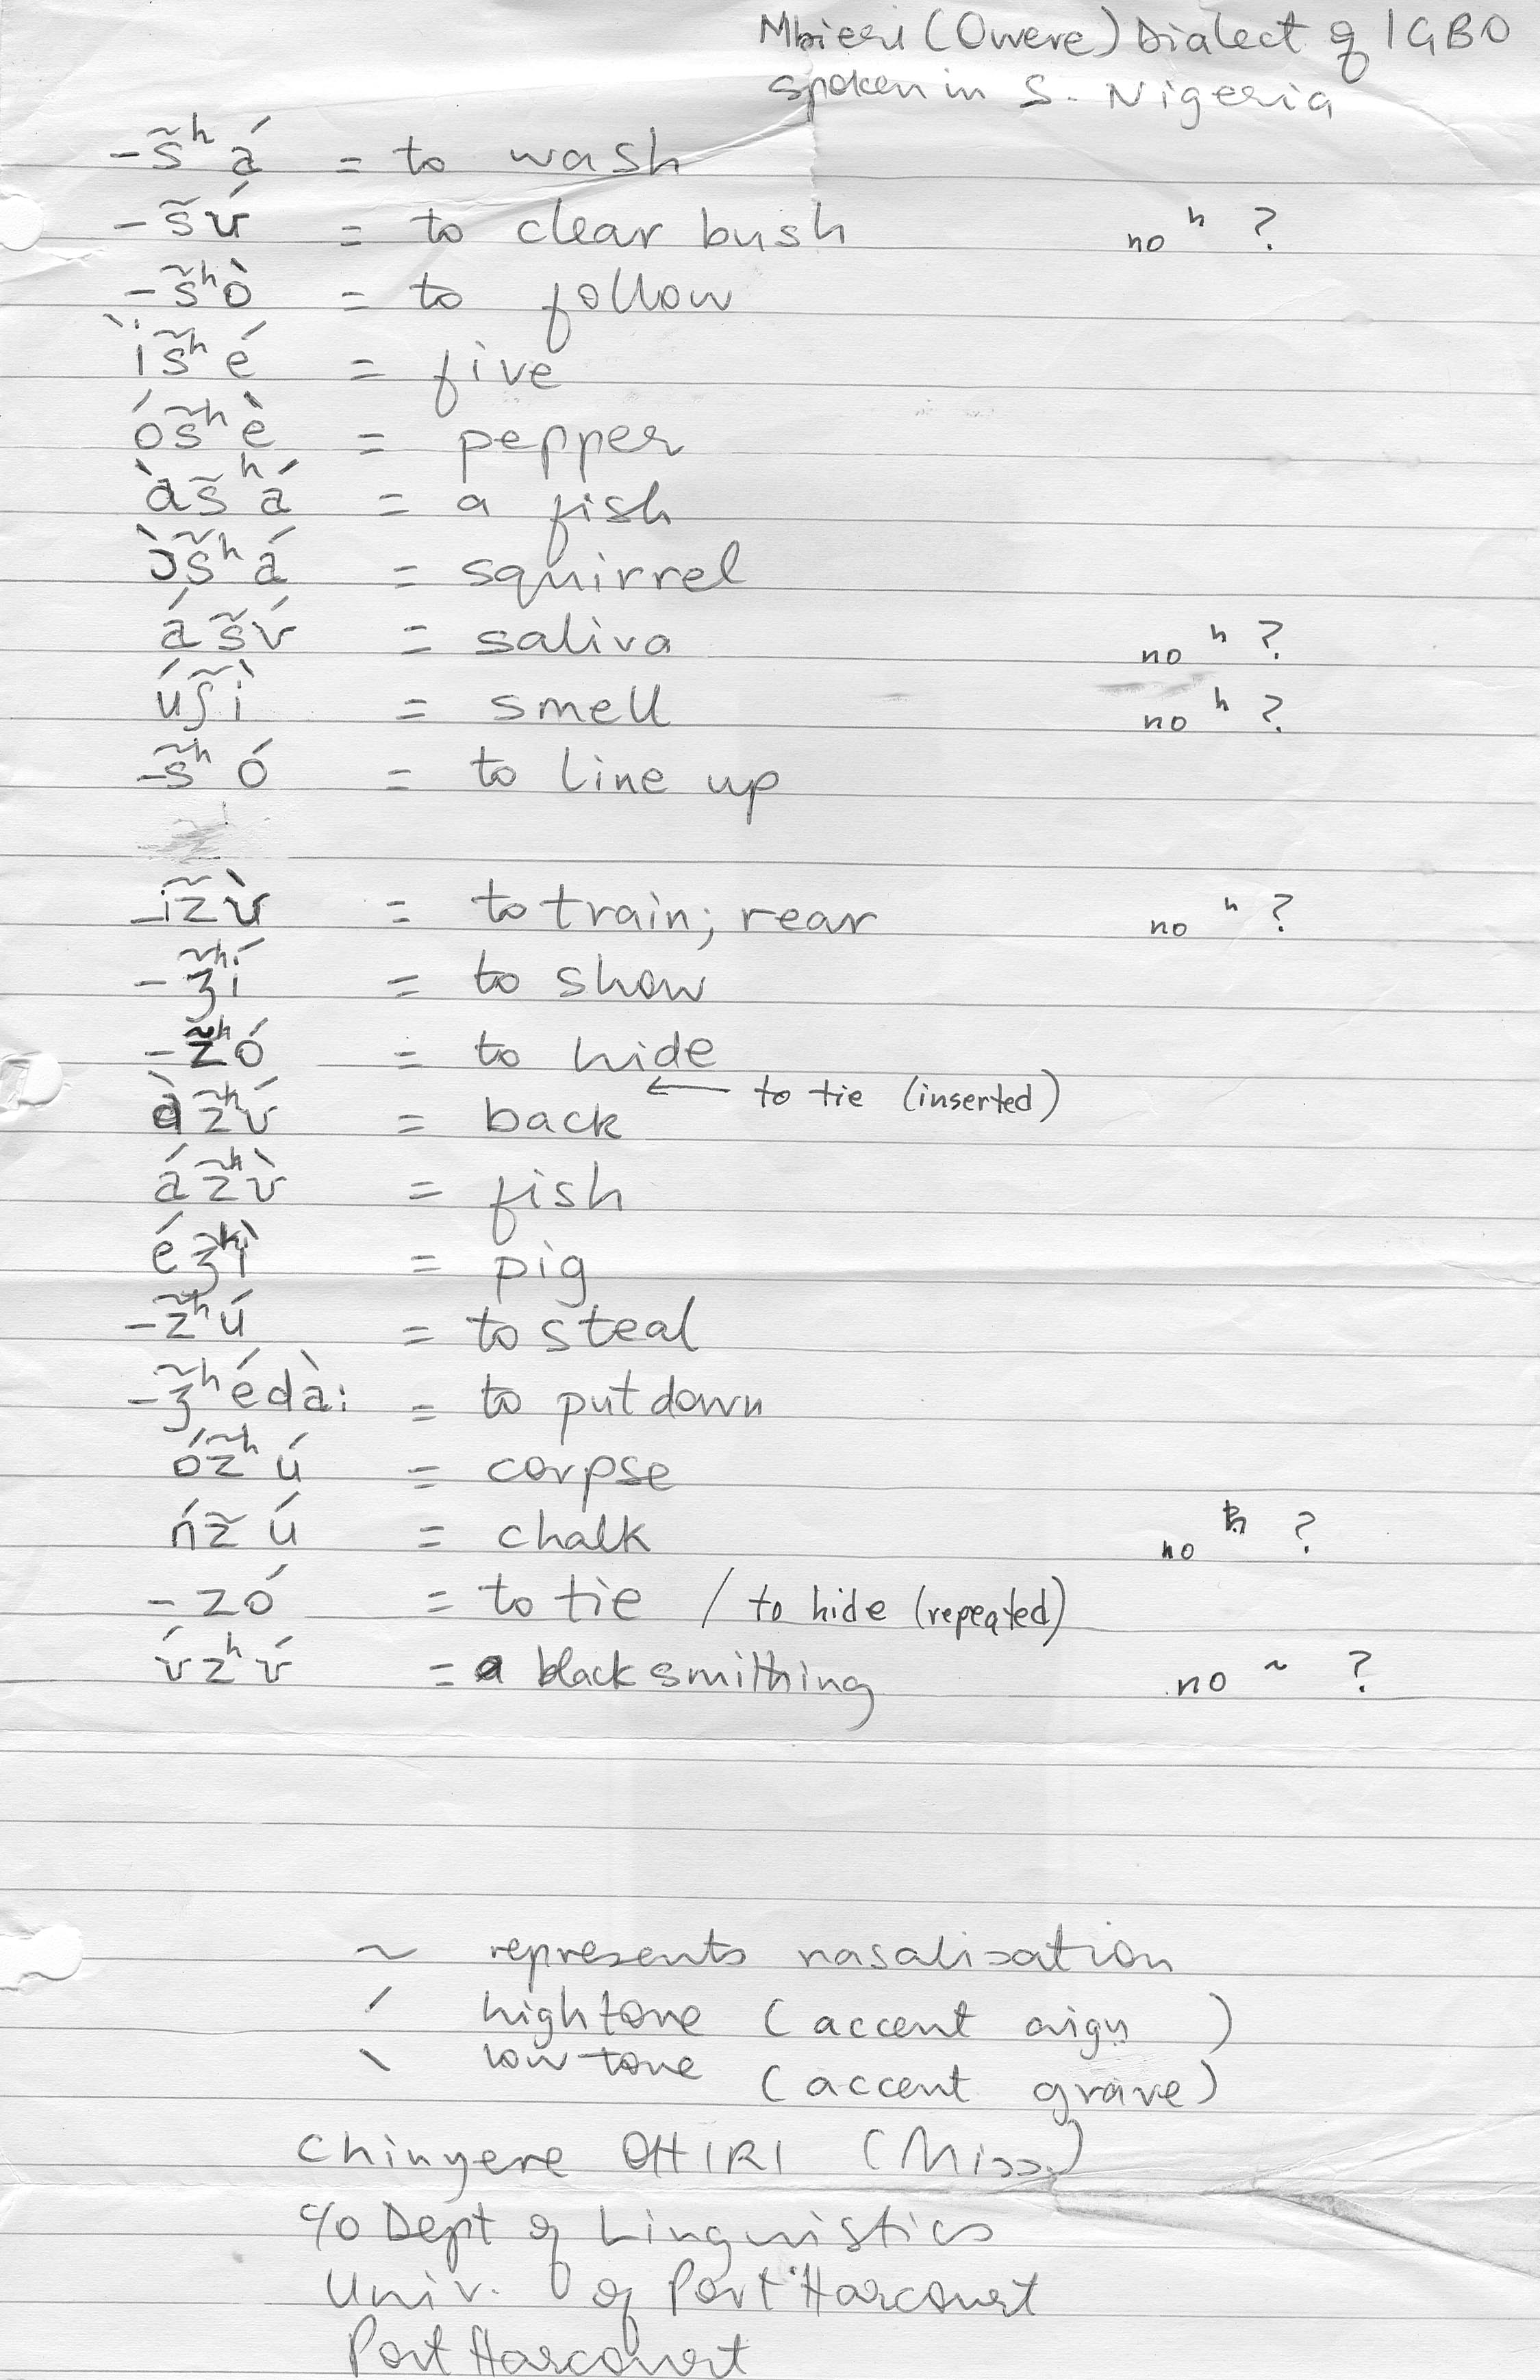 Mbieri (Owere) Dialect of IGBO
spoken in S. Nigeria
-s̃ʰá = to wash
-s̃ʋ́ = to clear bush no ʰ ?
-s̃ʰò = to follow
ìs̃ʰé = five
ós̃ʰè = pepper
às̃ʰá = a fish
ɔ̀s̃ʰá = squirrel
ás̃ʋ́ = saliva no ʰ ?
úʃ̃ì = smell no ʰ ?
-s̃ʰó = to line up
-iz̃ʋ̀ = to train; rear no ʰ ?
-ʒ̃ʰí = to show
-z̃ʰó = to hide
← to tie (inserted)
àz̃ʰʋ́ = back
áz̃ʰʋ̀ = fish
éʒ̃ʰì = pig
-z̃ʰú = to steal
-ʒ̃ʰédà: = to put down
óz̃ʰú = corpse
ńz̃ú = chalk no ʰ ?
-zó = to tie / to hide (repeated)
ʋ́zʰʋ́ = a blacksmithing no ~ ?
~ represents nasalisation
´ high tone (accent aigu )
` low tone (accent grave)
Chinyere OHIRI (Miss)
c/o Dept of Linguistics
Univ. of Port Harcourt
Port Harcourt